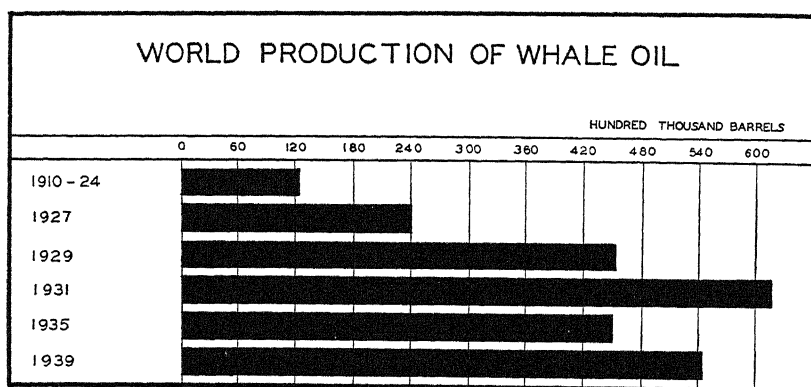 WORLD PRODUCTION OF WHALE OIL
HUNDRED THOUSAND BARRELS
0 60 120 180 240 300 360 420 480 540 600
1910-24
1927
1929
1931
1935
1939